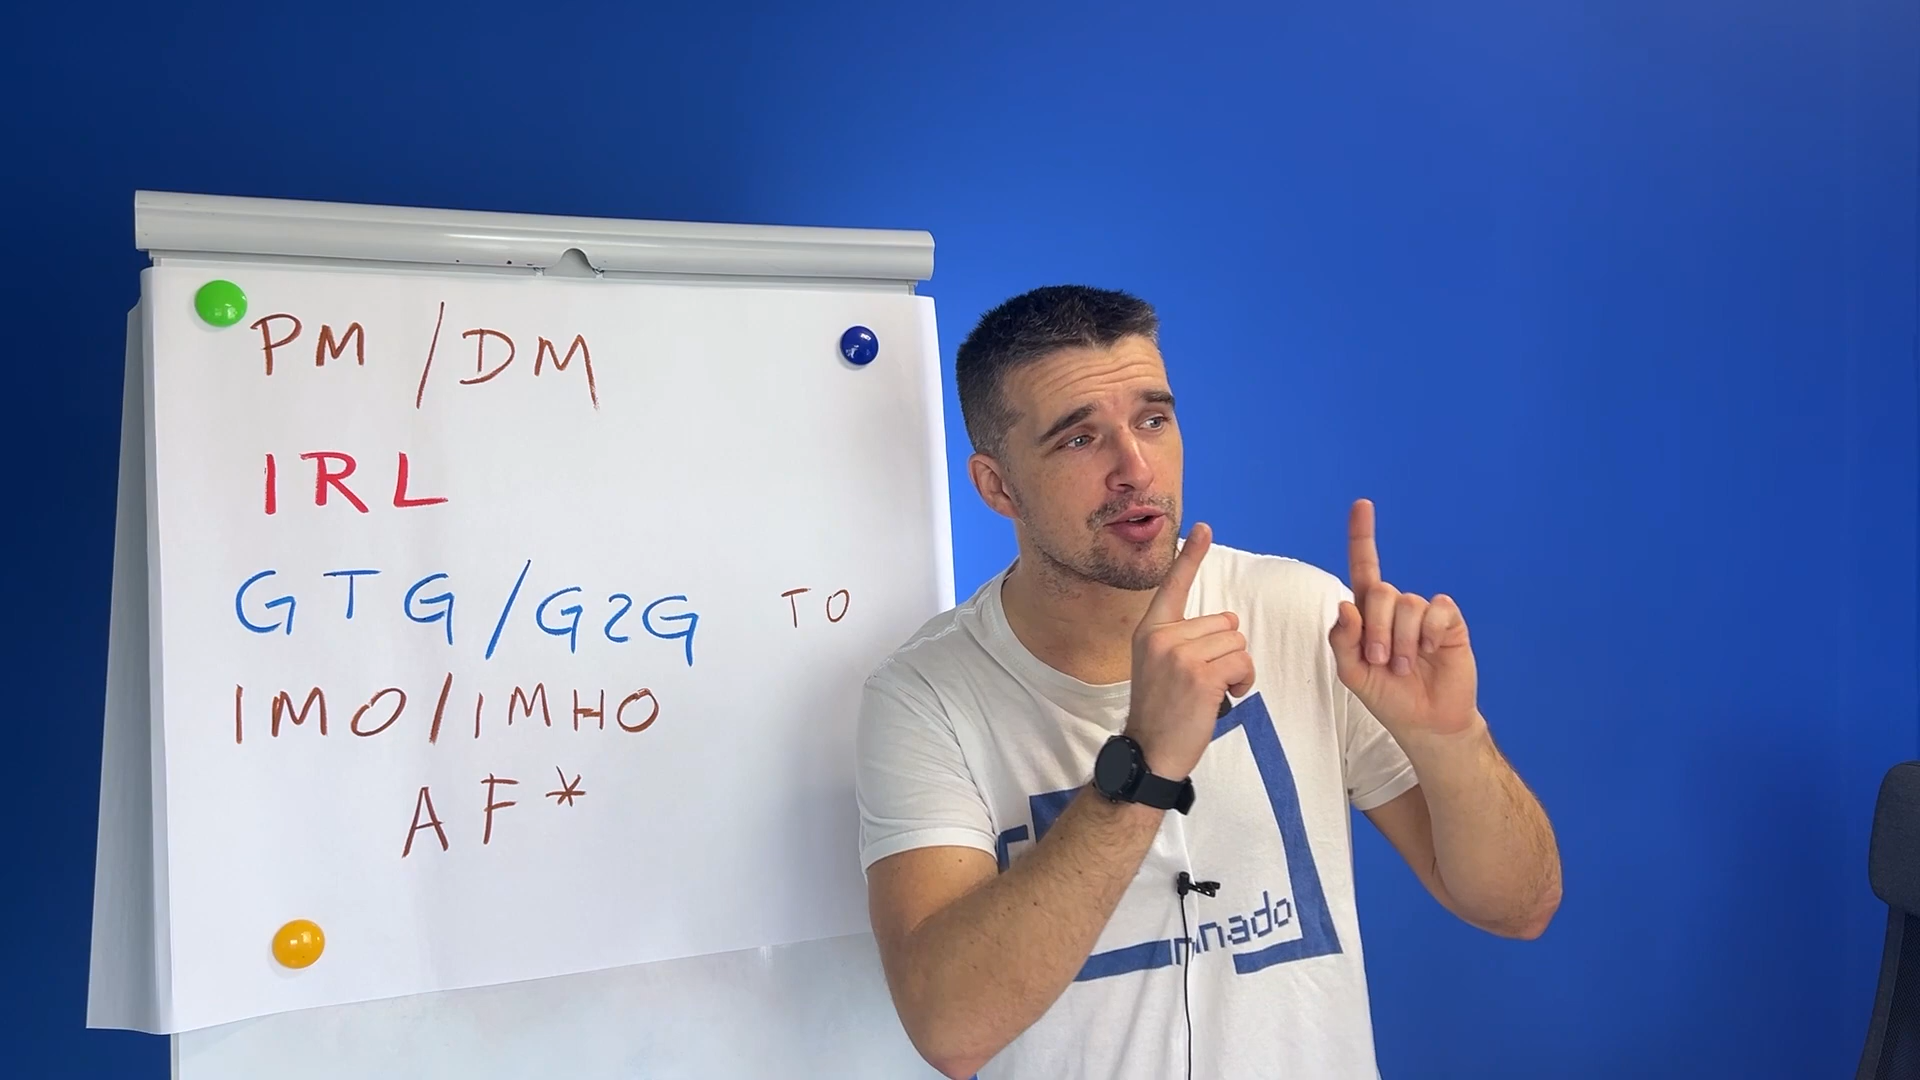 PM / DM
IRL
GTG / G2G TO
IMO / IMHO
AF*